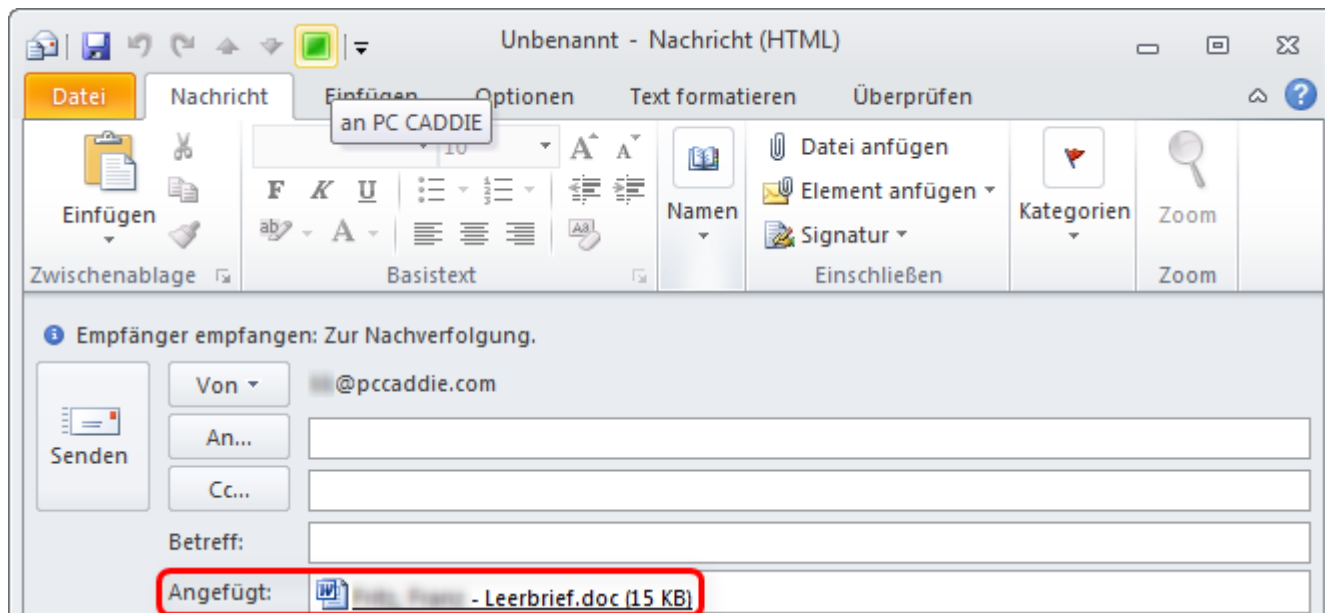 Unbenannt - Nachricht (HTML)
Datei Nachricht Einfügen Optionen Text formatieren Überprüfen
an PC CADDIE
10
Datei anfügen
Element anfügen
Signatur
Einfügen
F K U
Namen
Kategorien
Zoom
Zwischenablage Basistext Einschließen Zoom
Empfänger empfangen: Zur Nachverfolgung.
Von @pccaddie.com
Senden
An...
Cc...
Betreff:
Angefügt: - Leerbrief.doc (15 KB)